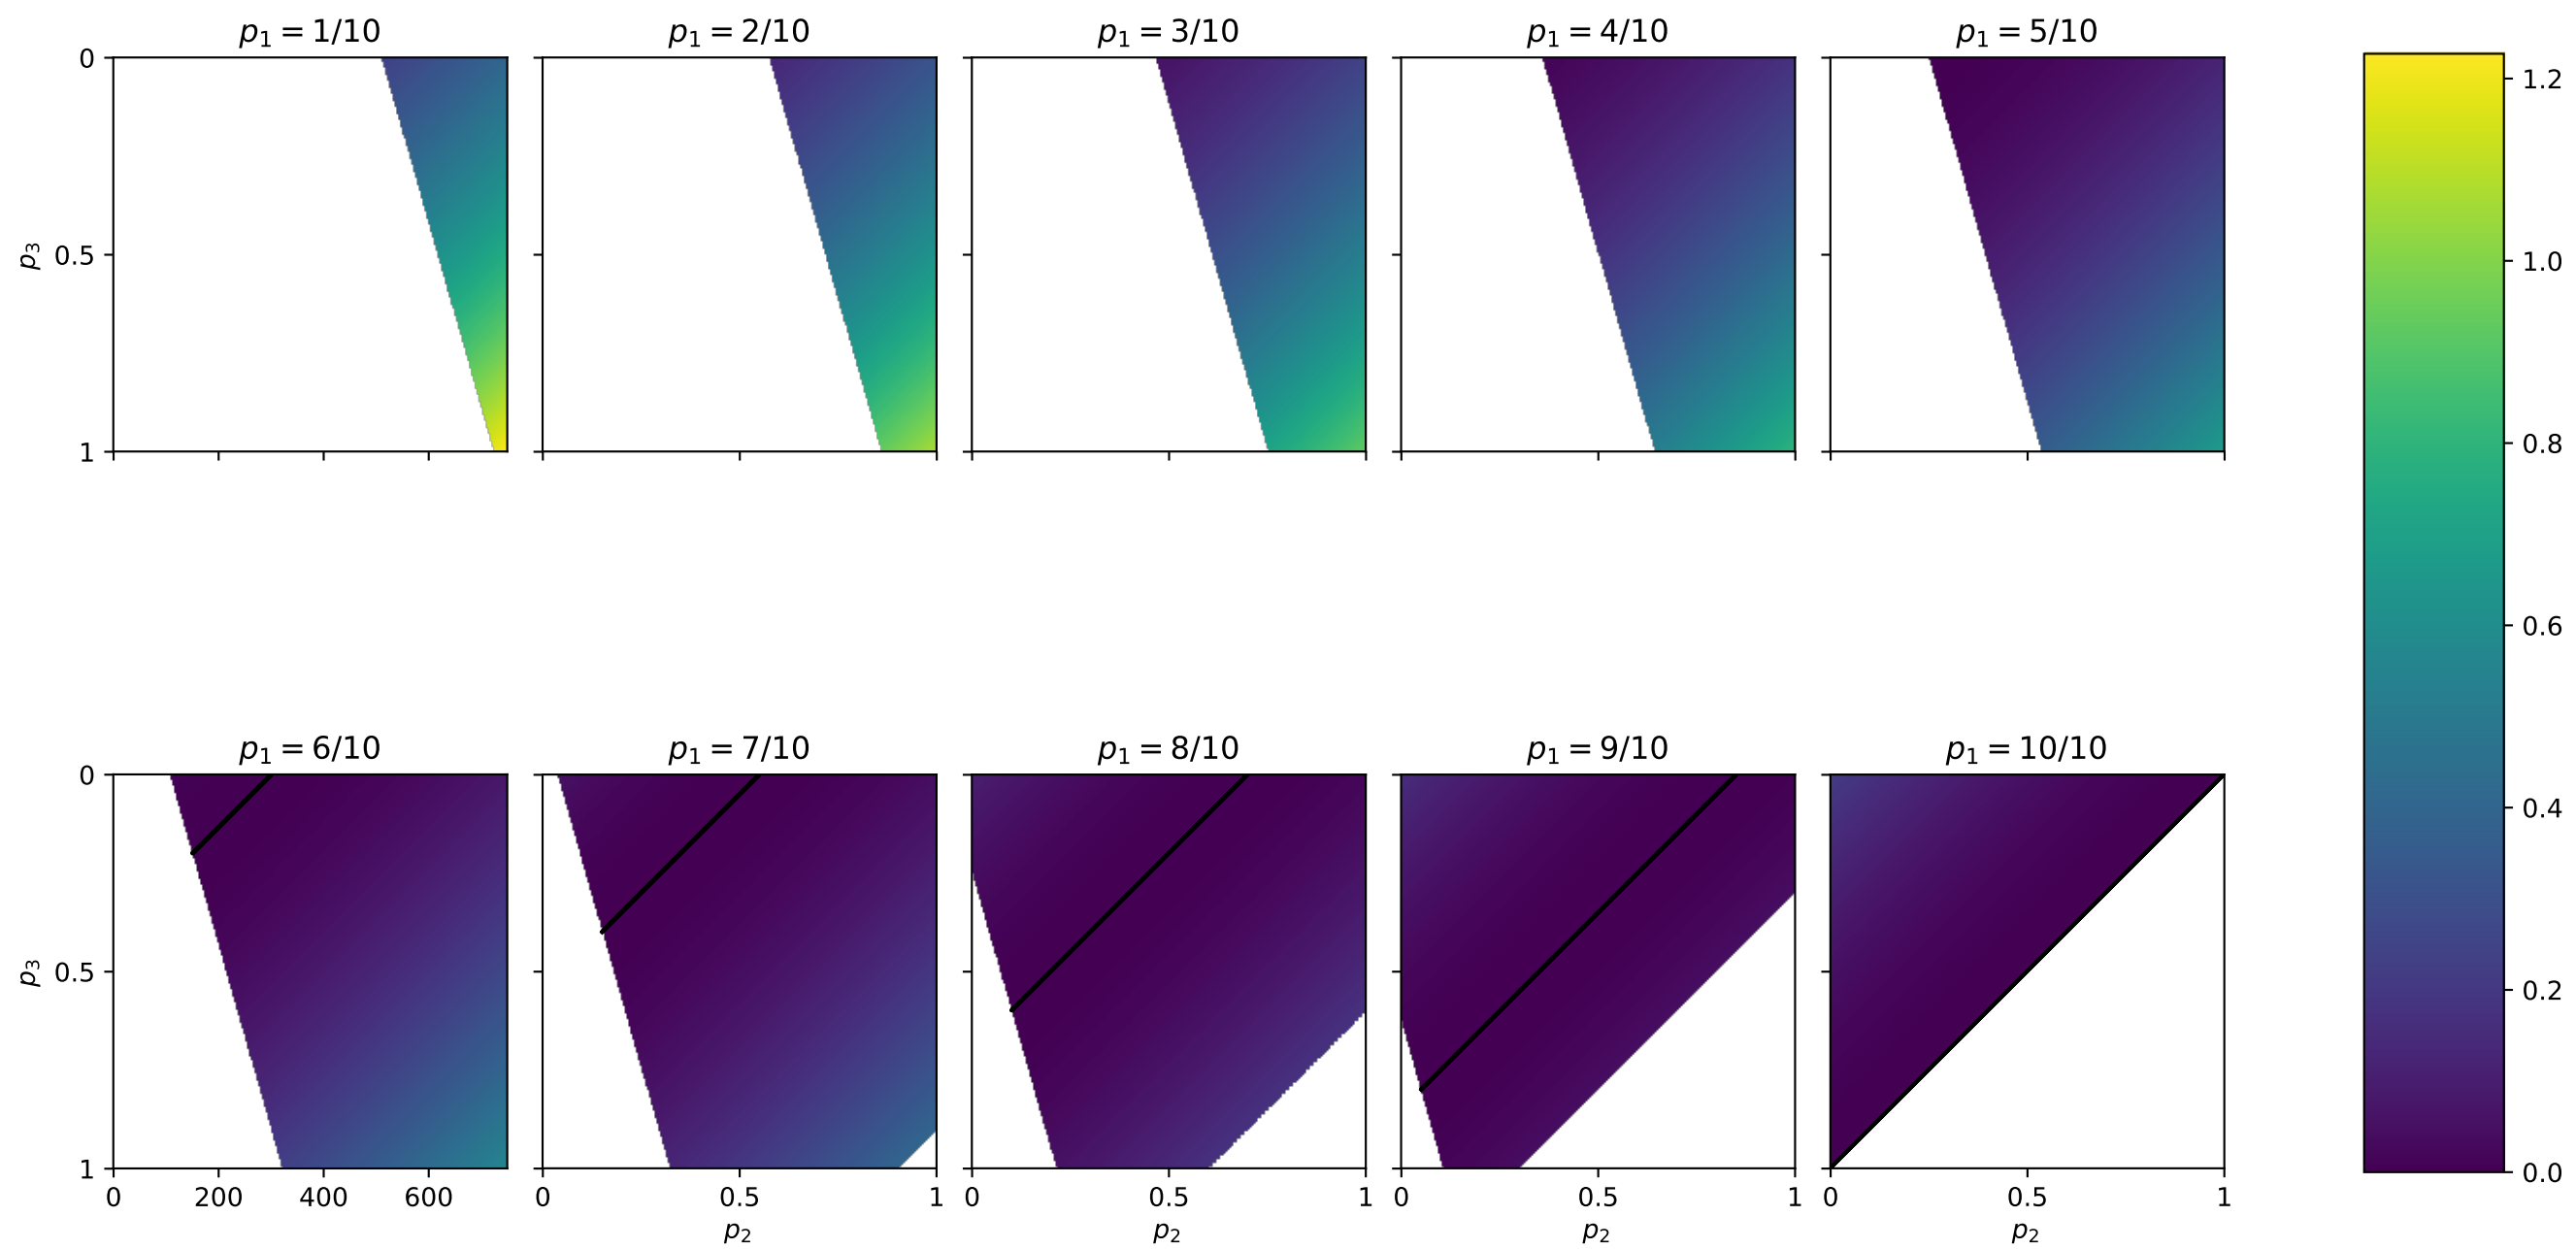 p₁ = 1/10
p₁ = 2/10
p₁ = 3/10
p₁ = 4/10
p₁ = 5/10
0
0.5
1
p₃
1.2
1.0
0.8
0.6
0.4
0.2
0.0
p₁ = 6/10
p₁ = 7/10
p₁ = 8/10
p₁ = 9/10
p₁ = 10/10
0
0.5
1
p₃
0 200 400 600
0 0.5 1
0 0.5 1
0 0.5 1
0 0.5 1
p₂
p₂
p₂
p₂